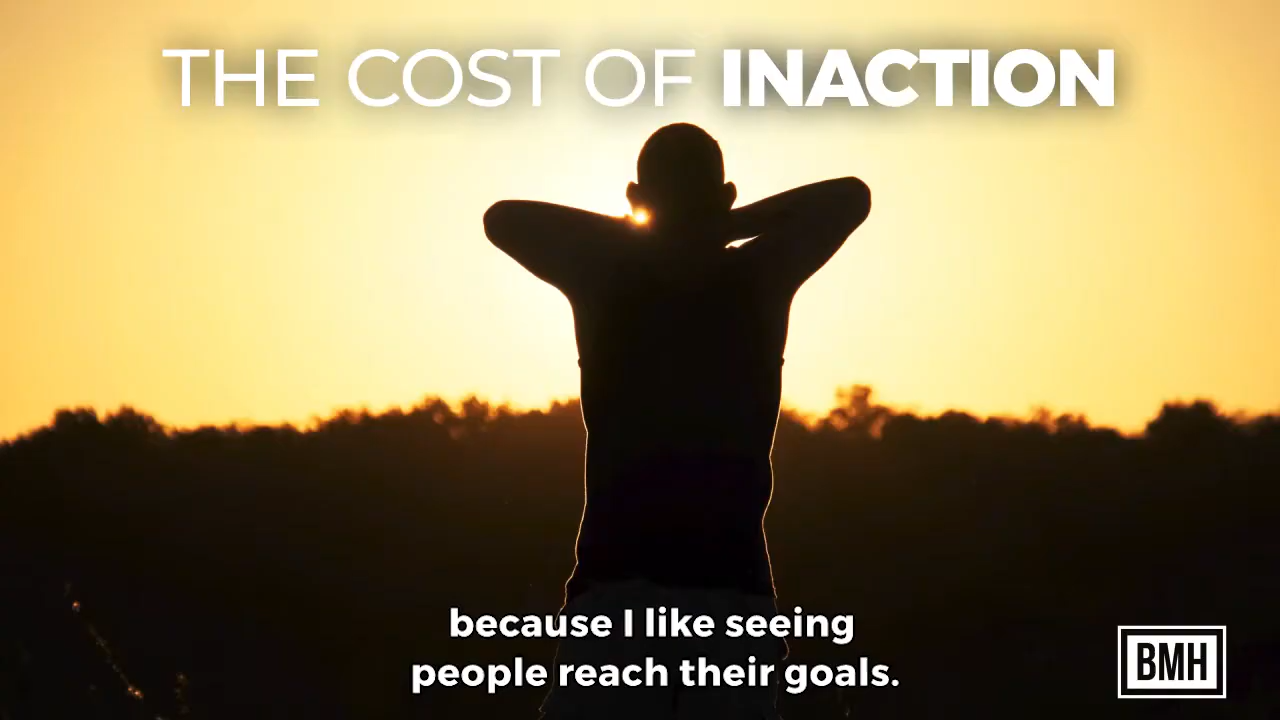 THE COST OF INACTION
because I like seeing
people reach their goals.
BMH